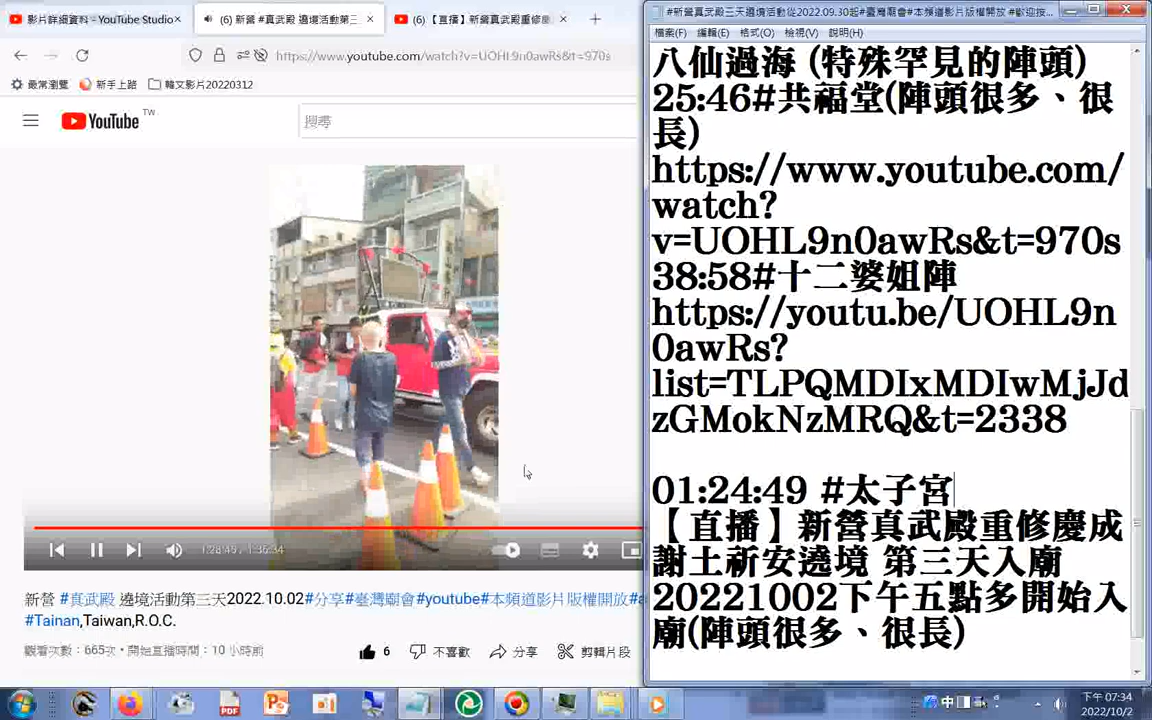 影片詳細資料 - YouTube Studio
(6) 新營 #真武殿 遶境活動第三
(6)【直播】新營真武殿重修慶
https://www.youtube.com/watch?v=UOHL9n0awRs&t=970s
最常瀏覽
新手上路
韓文影片20220312
YouTube TW
搜尋
1:28:49 / 1:36:34
新營 #真武殿 遶境活動第三天2022.10.02#分享#臺灣廟會#youtube#本頻道影片版權開放#a
#Tainan,Taiwan,R.O.C.
觀看次數：665次 • 開始直播時間：10 小時前
6
不喜歡
分享
剪輯片段
#新營真武殿三天遶境活動從2022.09.30起#臺灣廟會#本頻道影片版權開放 #歡迎按...
檔案(F) 編輯(E) 格式(O) 檢視(V) 說明(H)
八仙過海 (特殊罕見的陣頭)
25:46#共福堂(陣頭很多、很
長)
https://www.youtube.com/
watch?
v=UOHL9n0awRs&t=970s
38:58#十二婆姐陣
https://youtu.be/UOHL9n
0awRs?
list=TLPQMDIxMDIwMjJd
zGMokNzMRQ&t=2338
01:24:49 #太子宮
【直播】新營真武殿重修慶成
謝土祈安遶境 第三天入廟
20221002下午五點多開始入
廟(陣頭很多、很長)
中
下午 07:34
2022/10/2